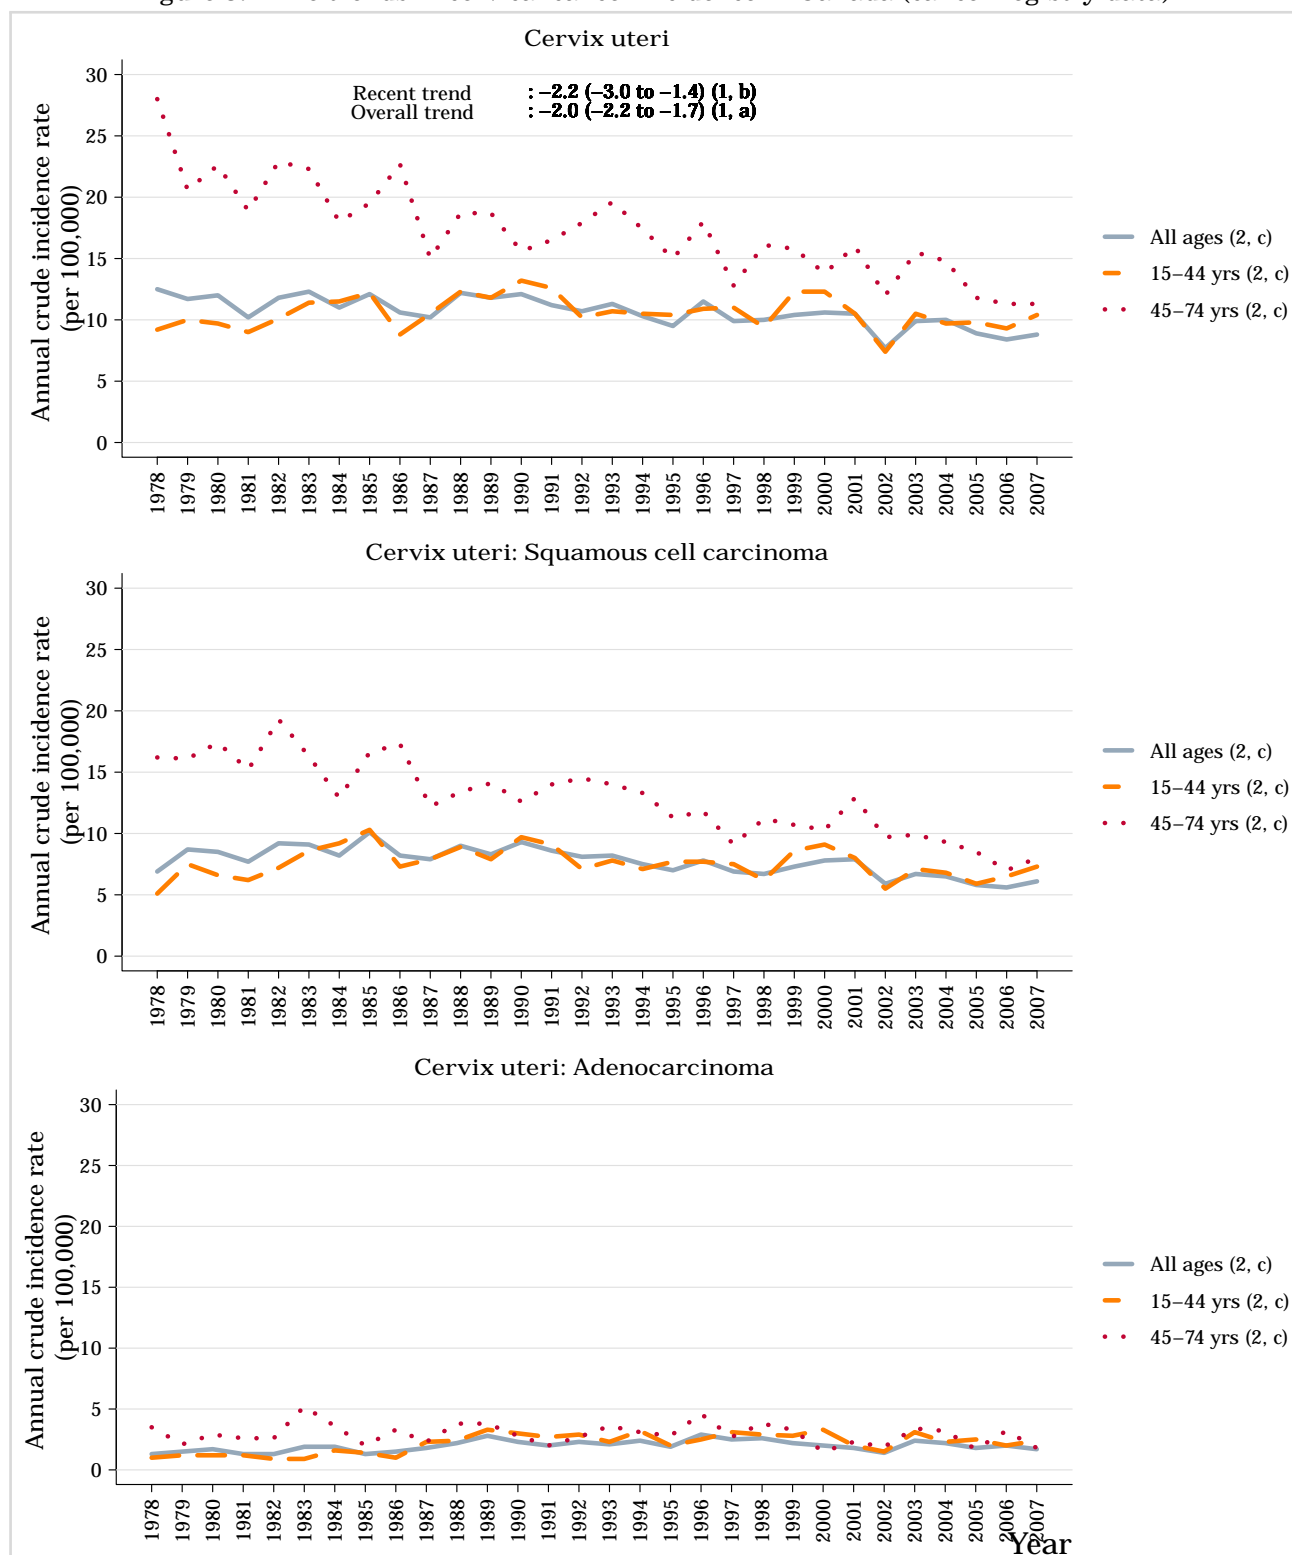 Cervix uteri
Recent trend : −2.2 (−3.0 to −1.4) (1, b)
Overall trend : −2.0 (−2.2 to −1.7) (1, a)
Annual crude incidence rate
(per 100,000)
30
25
20
15
10
5
0
1978 1979 1980 1981 1982 1983 1984 1985 1986 1987 1988 1989 1990 1991 1992 1993 1994 1995 1996 1997 1998 1999 2000 2001 2002 2003 2004 2005 2006 2007
All ages (2, c)
15−44 yrs (2, c)
45−74 yrs (2, c)
Cervix uteri: Squamous cell carcinoma
Annual crude incidence rate
(per 100,000)
30
25
20
15
10
5
0
1978 1979 1980 1981 1982 1983 1984 1985 1986 1987 1988 1989 1990 1991 1992 1993 1994 1995 1996 1997 1998 1999 2000 2001 2002 2003 2004 2005 2006 2007
All ages (2, c)
15−44 yrs (2, c)
45−74 yrs (2, c)
Cervix uteri: Adenocarcinoma
Annual crude incidence rate
(per 100,000)
30
25
20
15
10
5
0
1978 1979 1980 1981 1982 1983 1984 1985 1986 1987 1988 1989 1990 1991 1992 1993 1994 1995 1996 1997 1998 1999 2000 2001 2002 2003 2004 2005 2006 2007
All ages (2, c)
15−44 yrs (2, c)
45−74 yrs (2, c)
Year